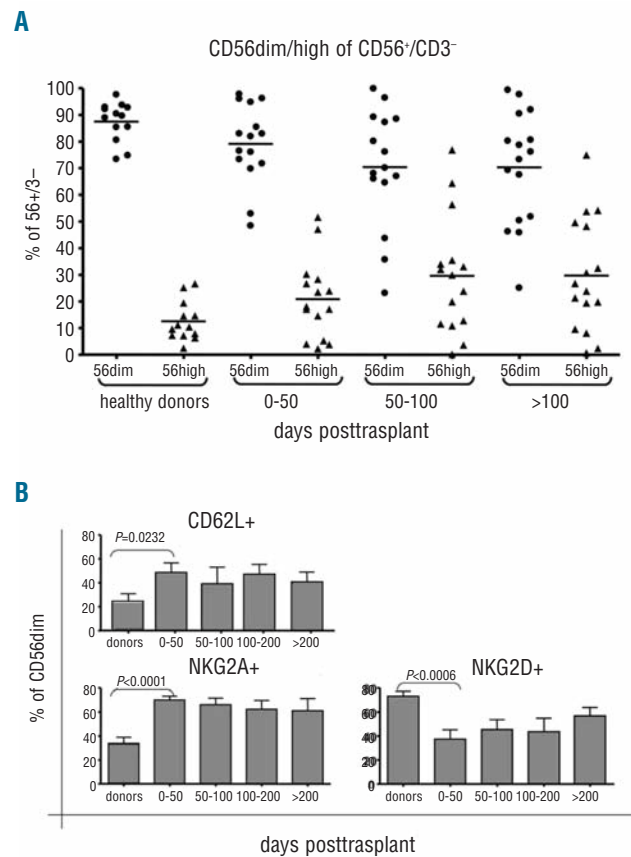 A
CD56dim/high of CD56⁺/CD3⁻
% of 56+/3−
100
90
80
70
60
50
40
30
20
10
0
56dim 56high 56dim 56high 56dim 56high 56dim 56high
healthy donors 0-50 50-100 >100
days posttrasplant
B
% of CD56dim
CD62L+
P=0.0232
80
60
40
20
0
donors 0-50 50-100 100-200 >200
NKG2A+
P<0.0001
80
60
40
20
0
donors 0-50 50-100 100-200 >200
NKG2D+
P<0.0006
80
60
40
20
0
donors 0-50 50-100 100-200 >200
days posttrasplant